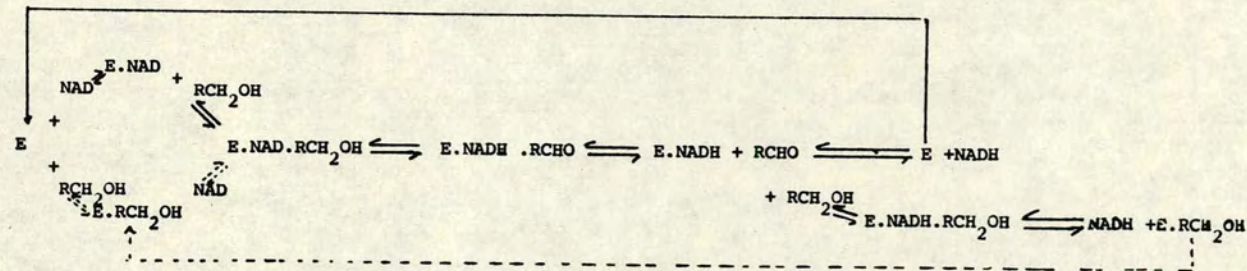 E.NAD
NAD + RCH2OH
+
E E.NAD.RCH2OH E.NADH .RCHO E.NADH + RCHO E +NADH
+
RCH2OH NAD + RCH2OH
E.RCH2OH E.NADH.RCH2OH NADH +E.RCH2OH